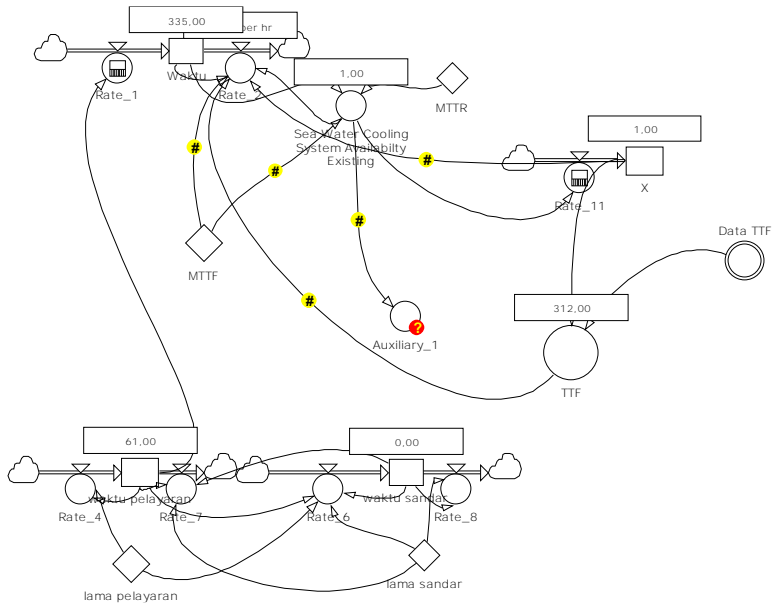 335,00
per hr
Waktu
Rate_1
Rate_2
1,00
MTTR
Sea Water Cooling
System Availabilty
Existing
1,00
X
Rate_11
#
#
#
#
#
MTTF
Data TTF
312,00
TTF
?
Auxiliary_1
61,00
0,00
waktu pelayaran
waktu sandar
Rate_4
Rate_7
Rate_6
Rate_8
lama pelayaran
lama sandar